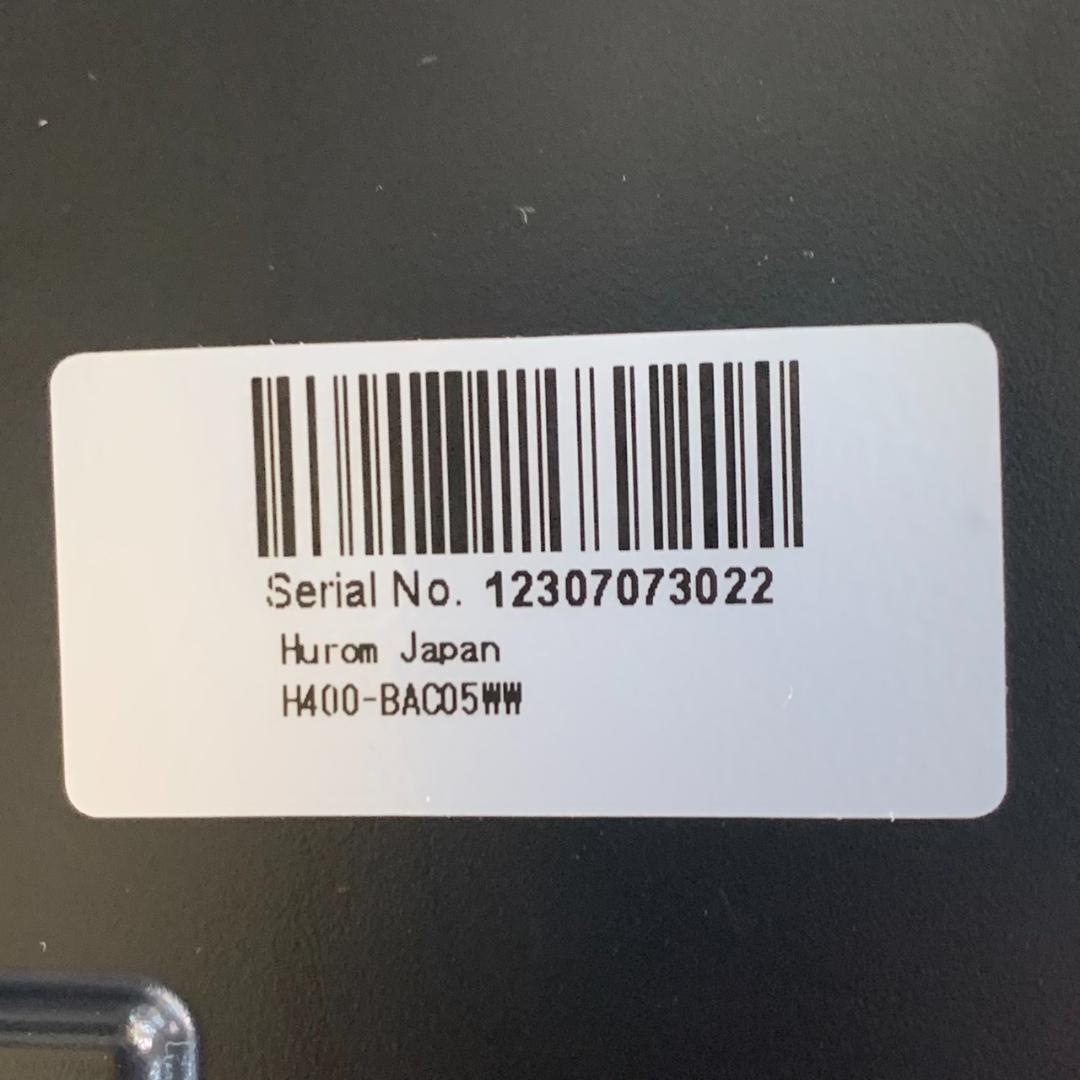 Serial No. 12307073022
Hurom Japan
H400-BAC05WW